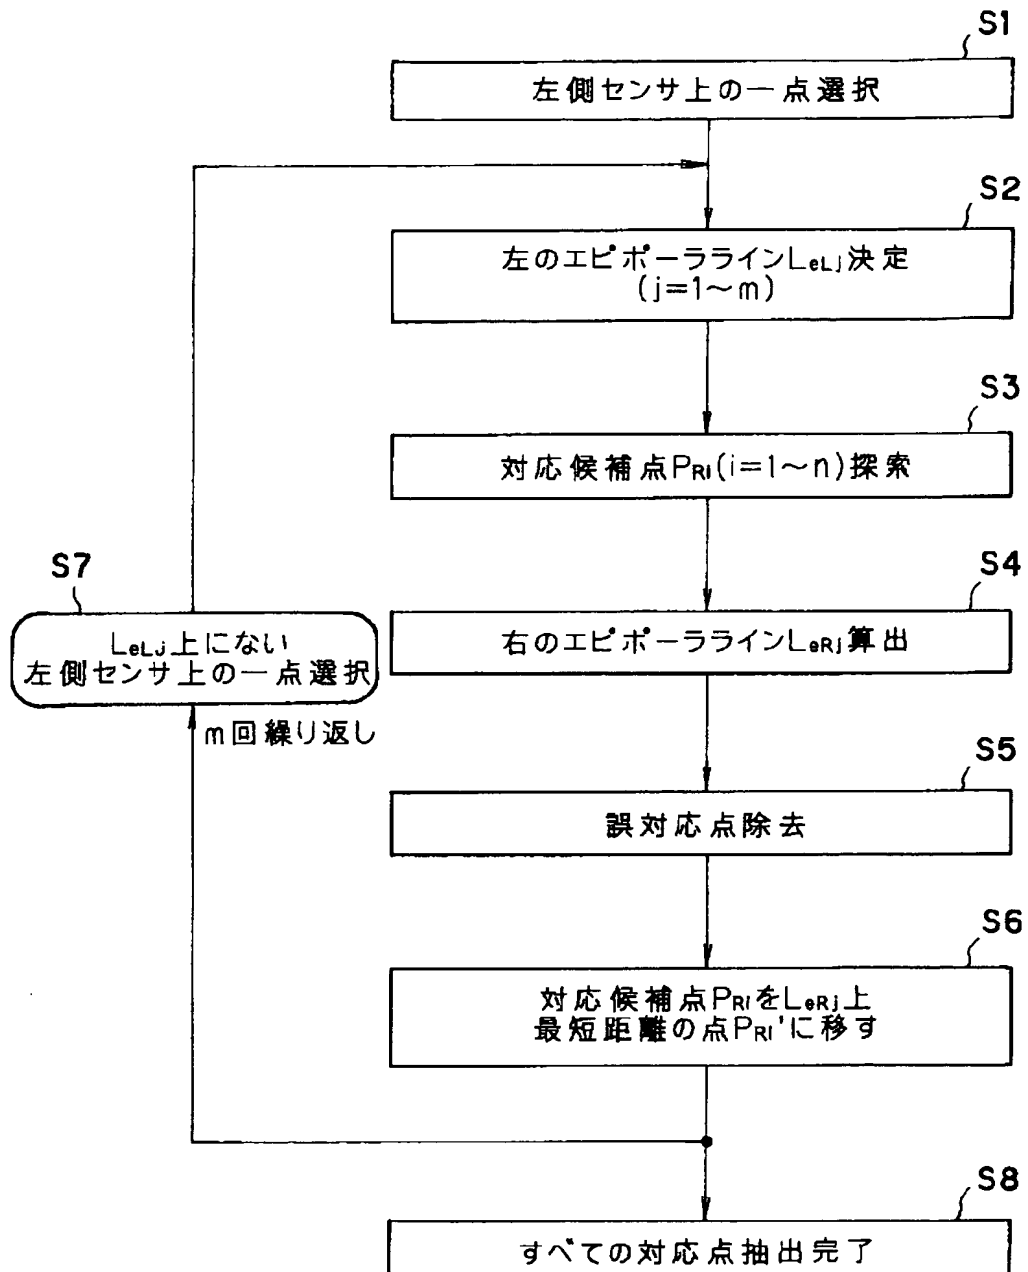 S1
左側センサ上の一点選択
S2
左のエピポーララインLeLj決定
(j=1～m)
S3
対応候補点PRi(i=1～n)探索
S4
右のエピポーララインLeRj算出
S7
LeLj上にない
左側センサ上の一点選択
m回繰り返し
S5
誤対応点除去
S6
対応候補点PRiをLeRj上
最短距離の点PRi'に移す
S8
すべての対応点抽出完了